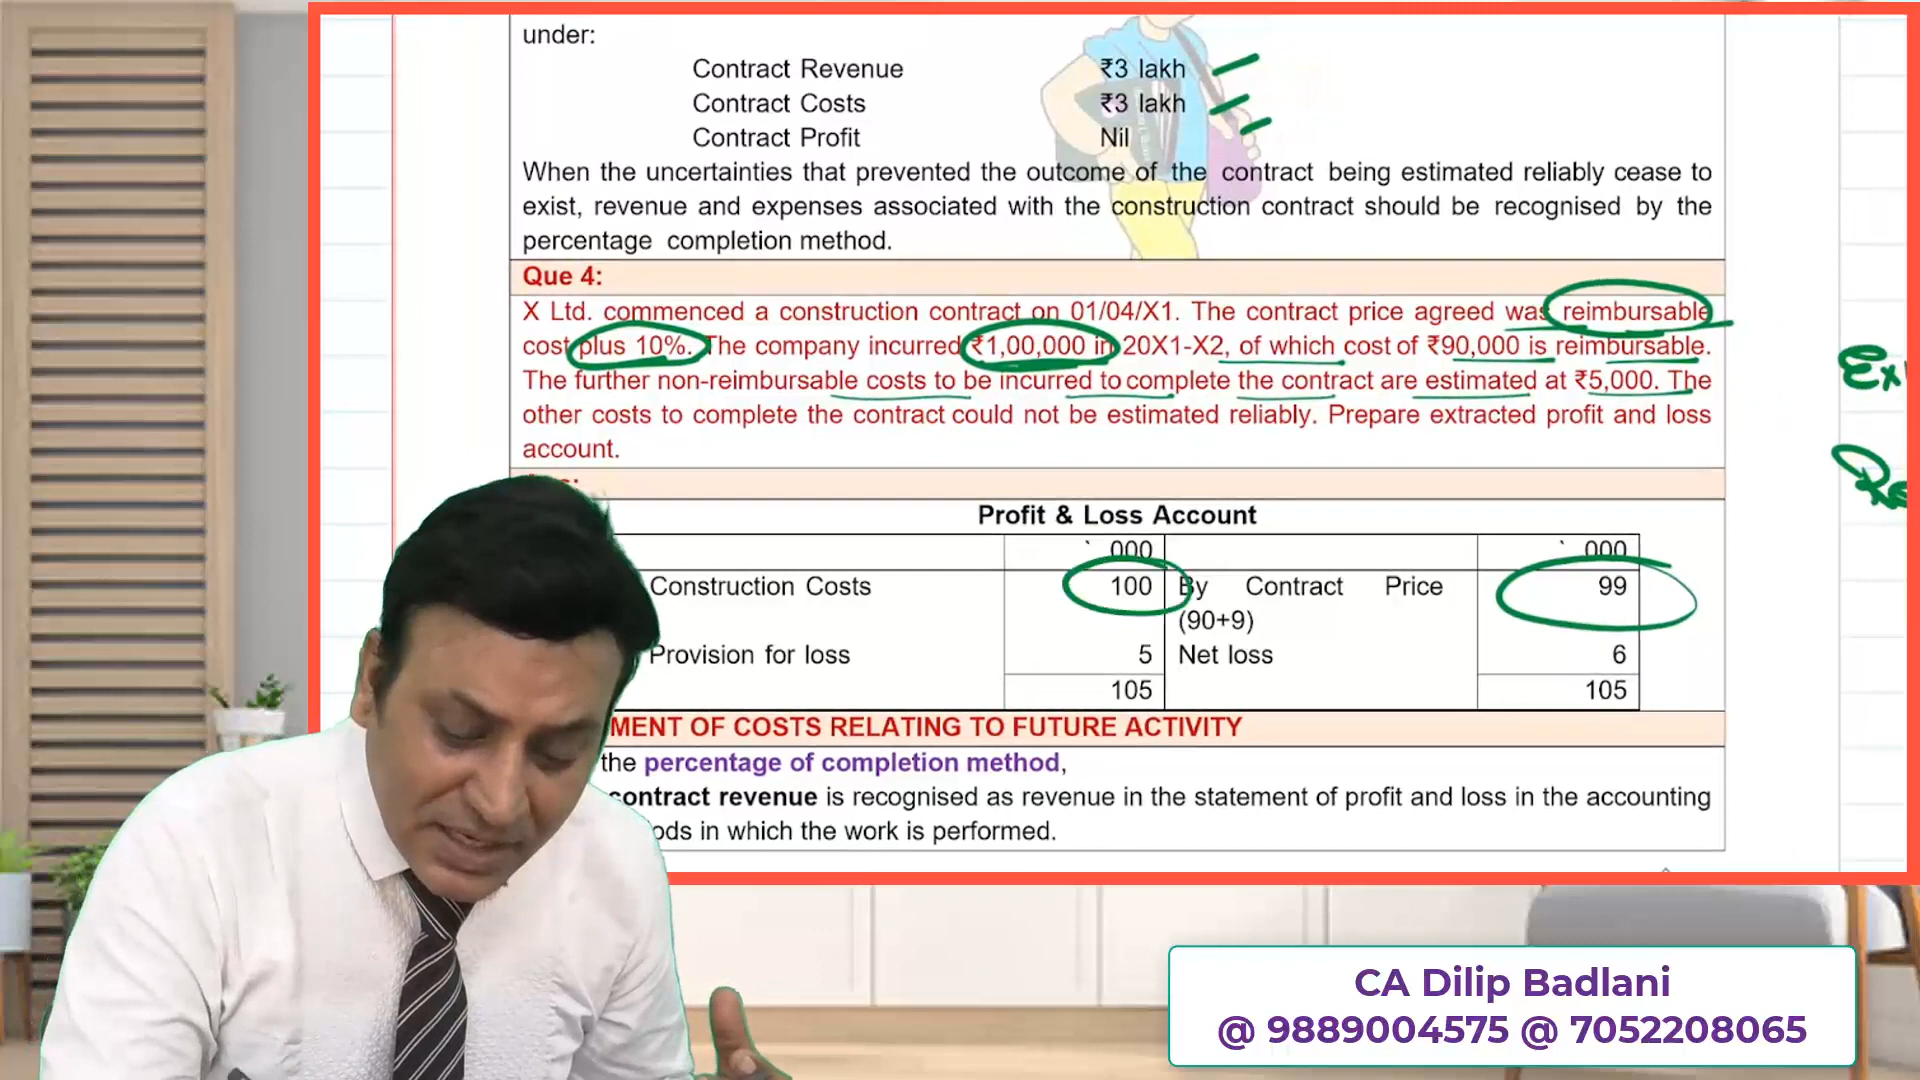 under:
Contract Revenue ₹3 lakh
Contract Costs ₹3 lakh
Contract Profit Nil
When the uncertainties that prevented the outcome of the contract being estimated reliably cease to
exist, revenue and expenses associated with the construction contract should be recognised by the
percentage completion method.
Que 4:
X Ltd. commenced a construction contract on 01/04/X1. The contract price agreed was reimbursable
cost plus 10%. The company incurred ₹1,00,000 in 20X1-X2, of which cost of ₹90,000 is reimbursable.
The further non-reimbursable costs to be incurred to complete the contract are estimated at ₹5,000. The
other costs to complete the contract could not be estimated reliably. Prepare extracted profit and loss
account.
Profit & Loss Account
` 000 ` 000
Construction Costs 100 By Contract Price 99
(90+9)
Provision for loss 5 Net loss 6
105 105
MENT OF COSTS RELATING TO FUTURE ACTIVITY
the percentage of completion method,
contract revenue is recognised as revenue in the statement of profit and loss in the accounting
ods in which the work is performed.
Ex
Re
CA Dilip Badlani
@ 9889004575 @ 7052208065